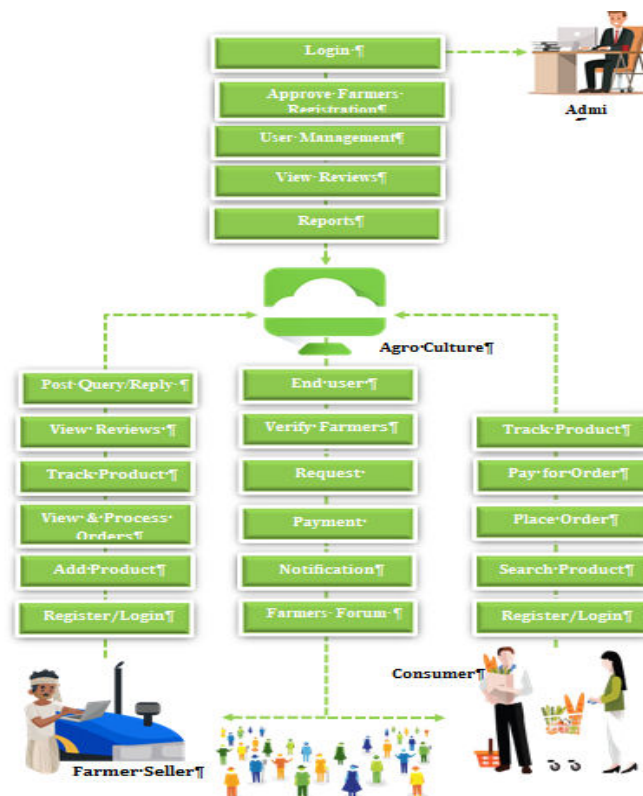 Login·¶
Approve·Farmers·
Registration¶
Admi
¶
User·Management¶
View·Reviews¶
Reports¶
Agro·Culture¶
Post·Query/Reply·¶
View·Reviews·¶
Track·Product·¶
View·&·Process·
Orders¶
Add·Product¶
Register/Login¶
End·user·¶
Verify·Farmers¶
Request·
Payment·
Notification¶
Farmers·Forum·¶
Track·Product¶
Pay·for·Order¶
Place·Order¶
Search·Product¶
Register/Login¶
Consumer¶
Farmer·Seller¶